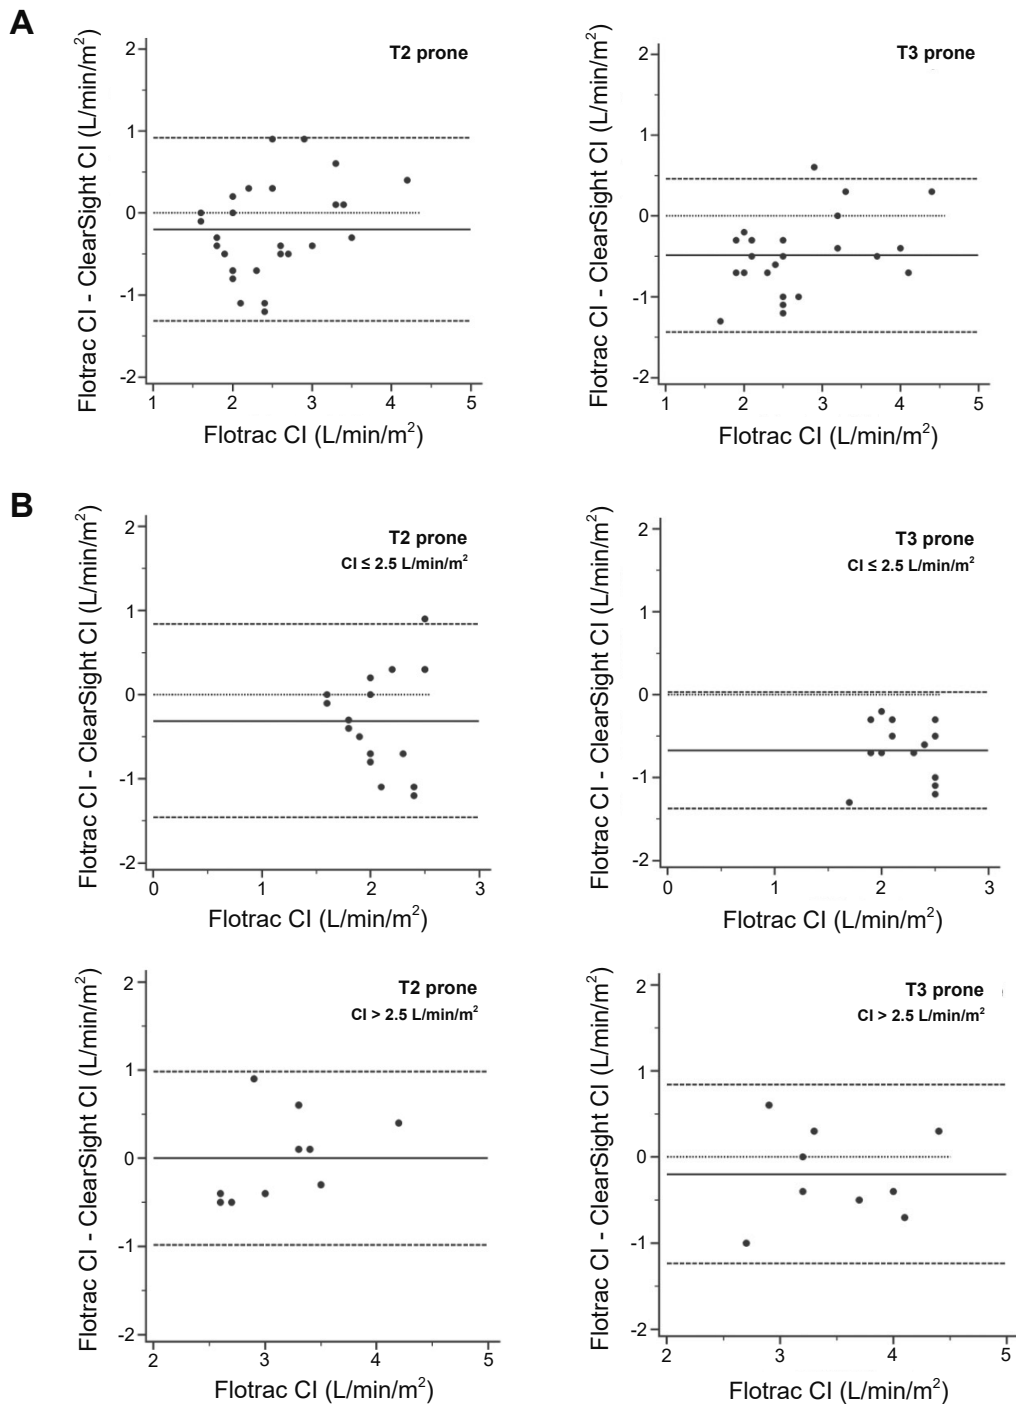 A
T2 prone
Flotrac CI - ClearSight CI (L/min/m²)
2
1
0
-1
-2
1 2 3 4 5
Flotrac CI (L/min/m²)
T3 prone
Flotrac CI - ClearSight CI (L/min/m²)
2
1
0
-1
-2
1 2 3 4 5
Flotrac CI (L/min/m²)
B
T2 prone
CI ≤ 2.5 L/min/m²
Flotrac CI - ClearSight CI (L/min/m²)
2
1
0
-1
-2
0 1 2 3
Flotrac CI (L/min/m²)
T3 prone
CI ≤ 2.5 L/min/m²
Flotrac CI - ClearSight CI (L/min/m²)
2
1
0
-1
-2
0 1 2 3
Flotrac CI (L/min/m²)
T2 prone
CI > 2.5 L/min/m²
Flotrac CI - ClearSight CI (L/min/m²)
2
1
0
-1
-2
2 3 4 5
Flotrac CI (L/min/m²)
T3 prone
CI > 2.5 L/min/m²
Flotrac CI - ClearSight CI (L/min/m²)
2
1
0
-1
-2
2 3 4 5
Flotrac CI (L/min/m²)